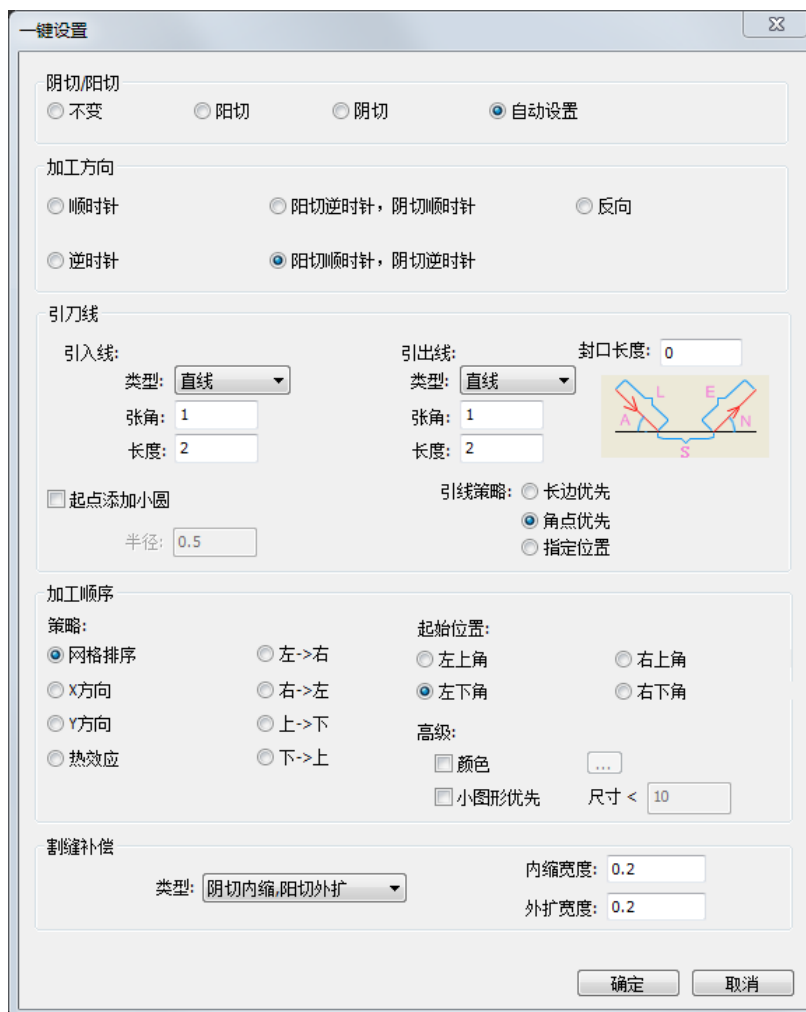 一键设置
阴切/阳切
不变 阳切 阴切 自动设置
加工方向
顺时针 阳切逆时针，阴切顺时针 反向
逆时针 阳切顺时针，阴切逆时针
引刀线
引入线: 引出线: 封口长度: 0
类型: 直线 类型: 直线
张角: 1 张角: 1
长度: 2 长度: 2
L E
A N
S
起点添加小圆 引线策略: 长边优先
角点优先
半径: 0.5
指定位置
加工顺序
策略: 起始位置:
网格排序 左->右 左上角 右上角
X方向 右->左 左下角 右下角
Y方向 上->下 高级:
热效应 下->上 颜色 ...
小图形优先 尺寸 < 10
割缝补偿
类型: 阴切内缩,阳切外扩 内缩宽度: 0.2
外扩宽度: 0.2
确定 取消